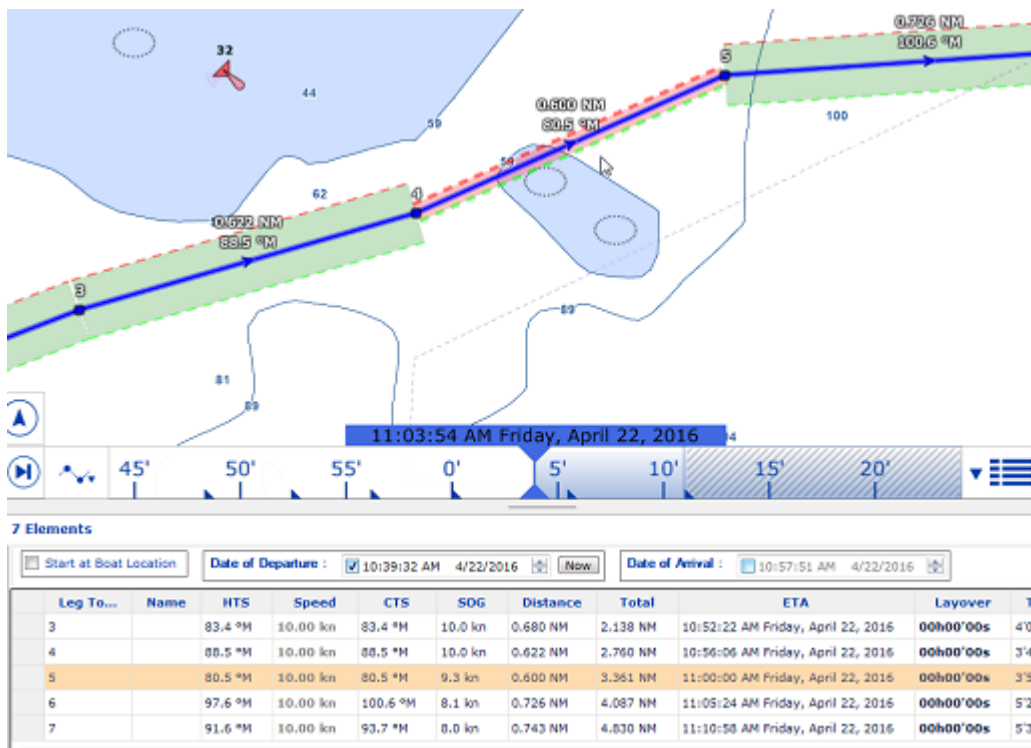 0.726 NM
100.6 °M
5
32
44
0.600 NM
80.5 °M
100
59
59
62
4
0.622 NM
88.5 °M
3
89
81
89
11:03:54 AM Friday, April 22, 2016
45' 50' 55' 0' 5' 10' 15' 20'
7 Elements
Start at Boat Location Date of Departure : 10:39:32 AM 4/22/2016 Now Date of Arrival : 10:57:51 AM 4/22/2016
Leg To... Name HTS Speed CTS SOG Distance Total ETA Layover
3 83.4 °M 10.00 kn 83.4 °M 10.0 kn 0.680 NM 2.138 NM 10:52:22 AM Friday, April 22, 2016 00h00'00s
4 88.5 °M 10.00 kn 88.5 °M 10.0 kn 0.622 NM 2.760 NM 10:56:06 AM Friday, April 22, 2016 00h00'00s
5 80.5 °M 10.00 kn 80.5 °M 9.3 kn 0.600 NM 3.361 NM 11:00:00 AM Friday, April 22, 2016 00h00'00s
6 97.6 °M 10.00 kn 100.6 °M 8.1 kn 0.726 NM 4.087 NM 11:05:24 AM Friday, April 22, 2016 00h00'00s
7 91.6 °M 10.00 kn 93.7 °M 8.0 kn 0.743 NM 4.830 NM 11:10:58 AM Friday, April 22, 2016 00h00'00s